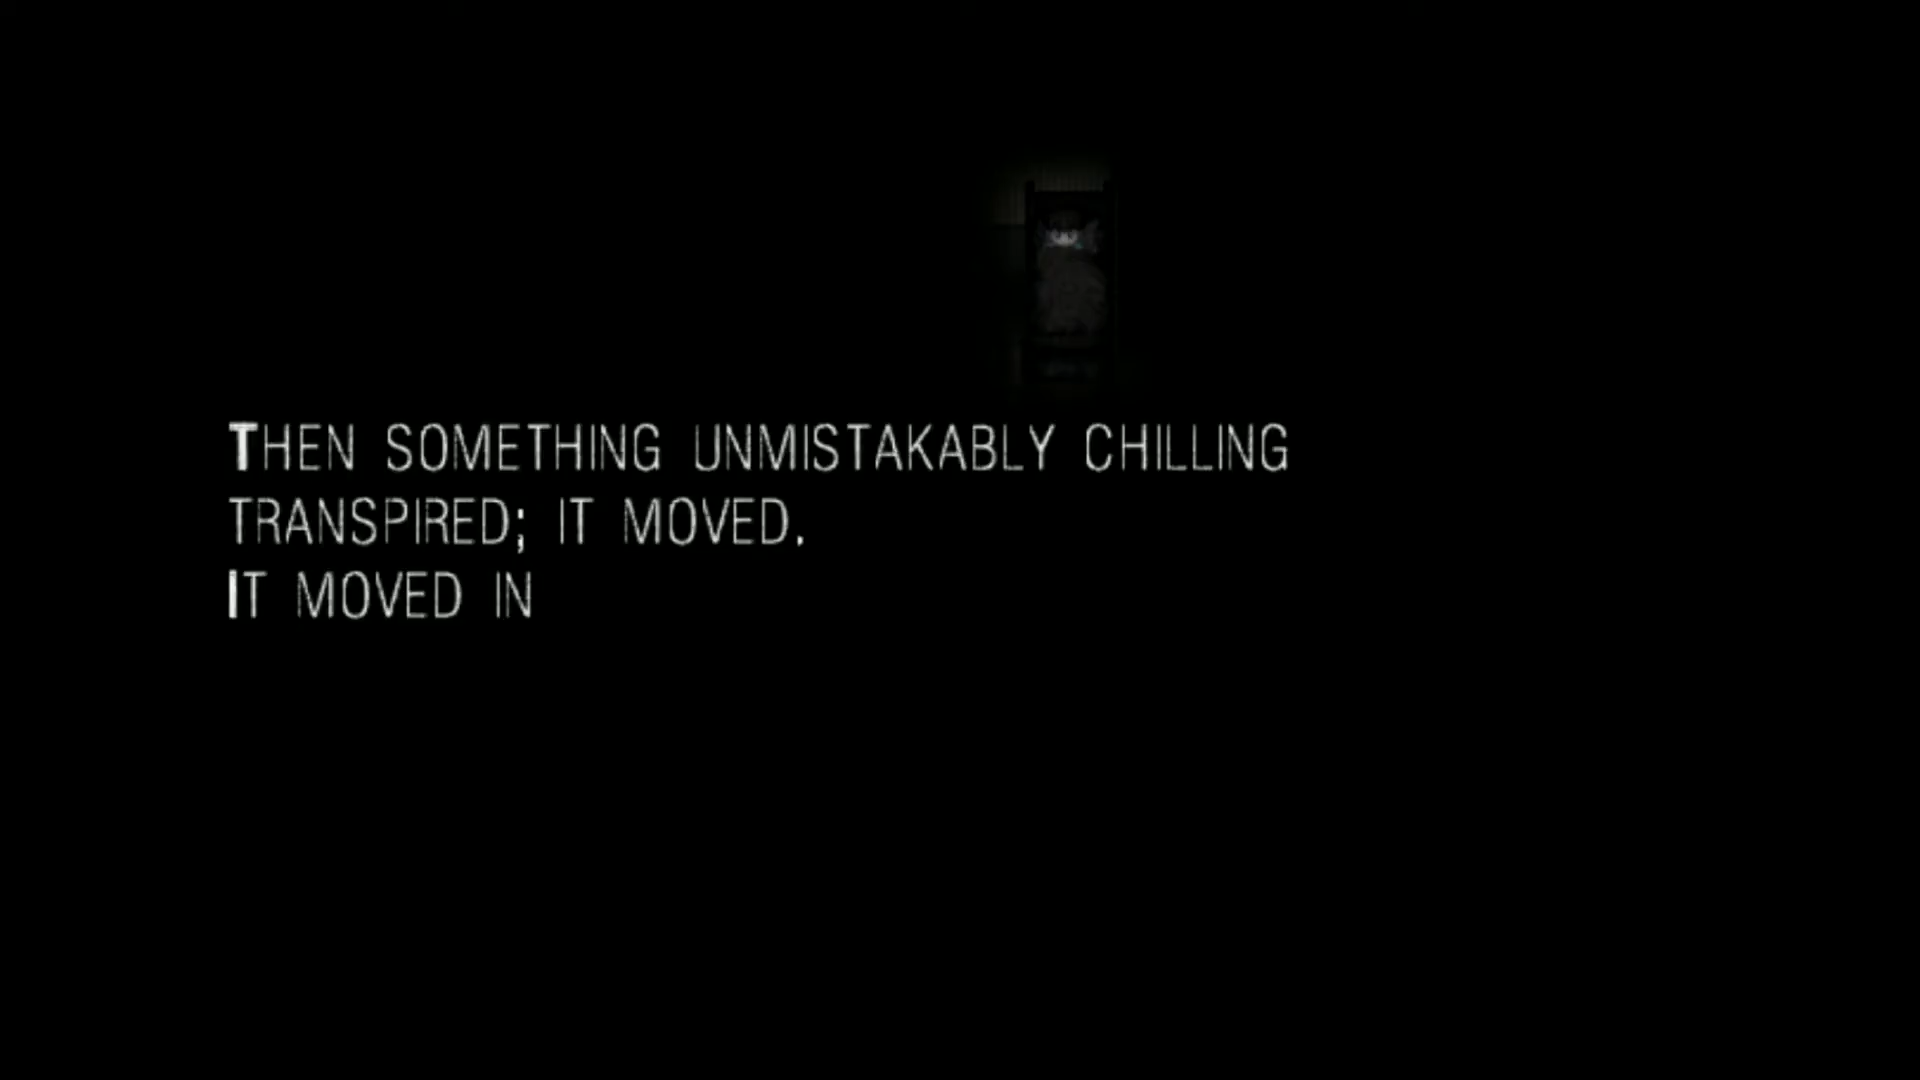 THEN SOMETHING UNMISTAKABLY CHILLING
TRANSPIRED; IT MOVED.
IT MOVED IN